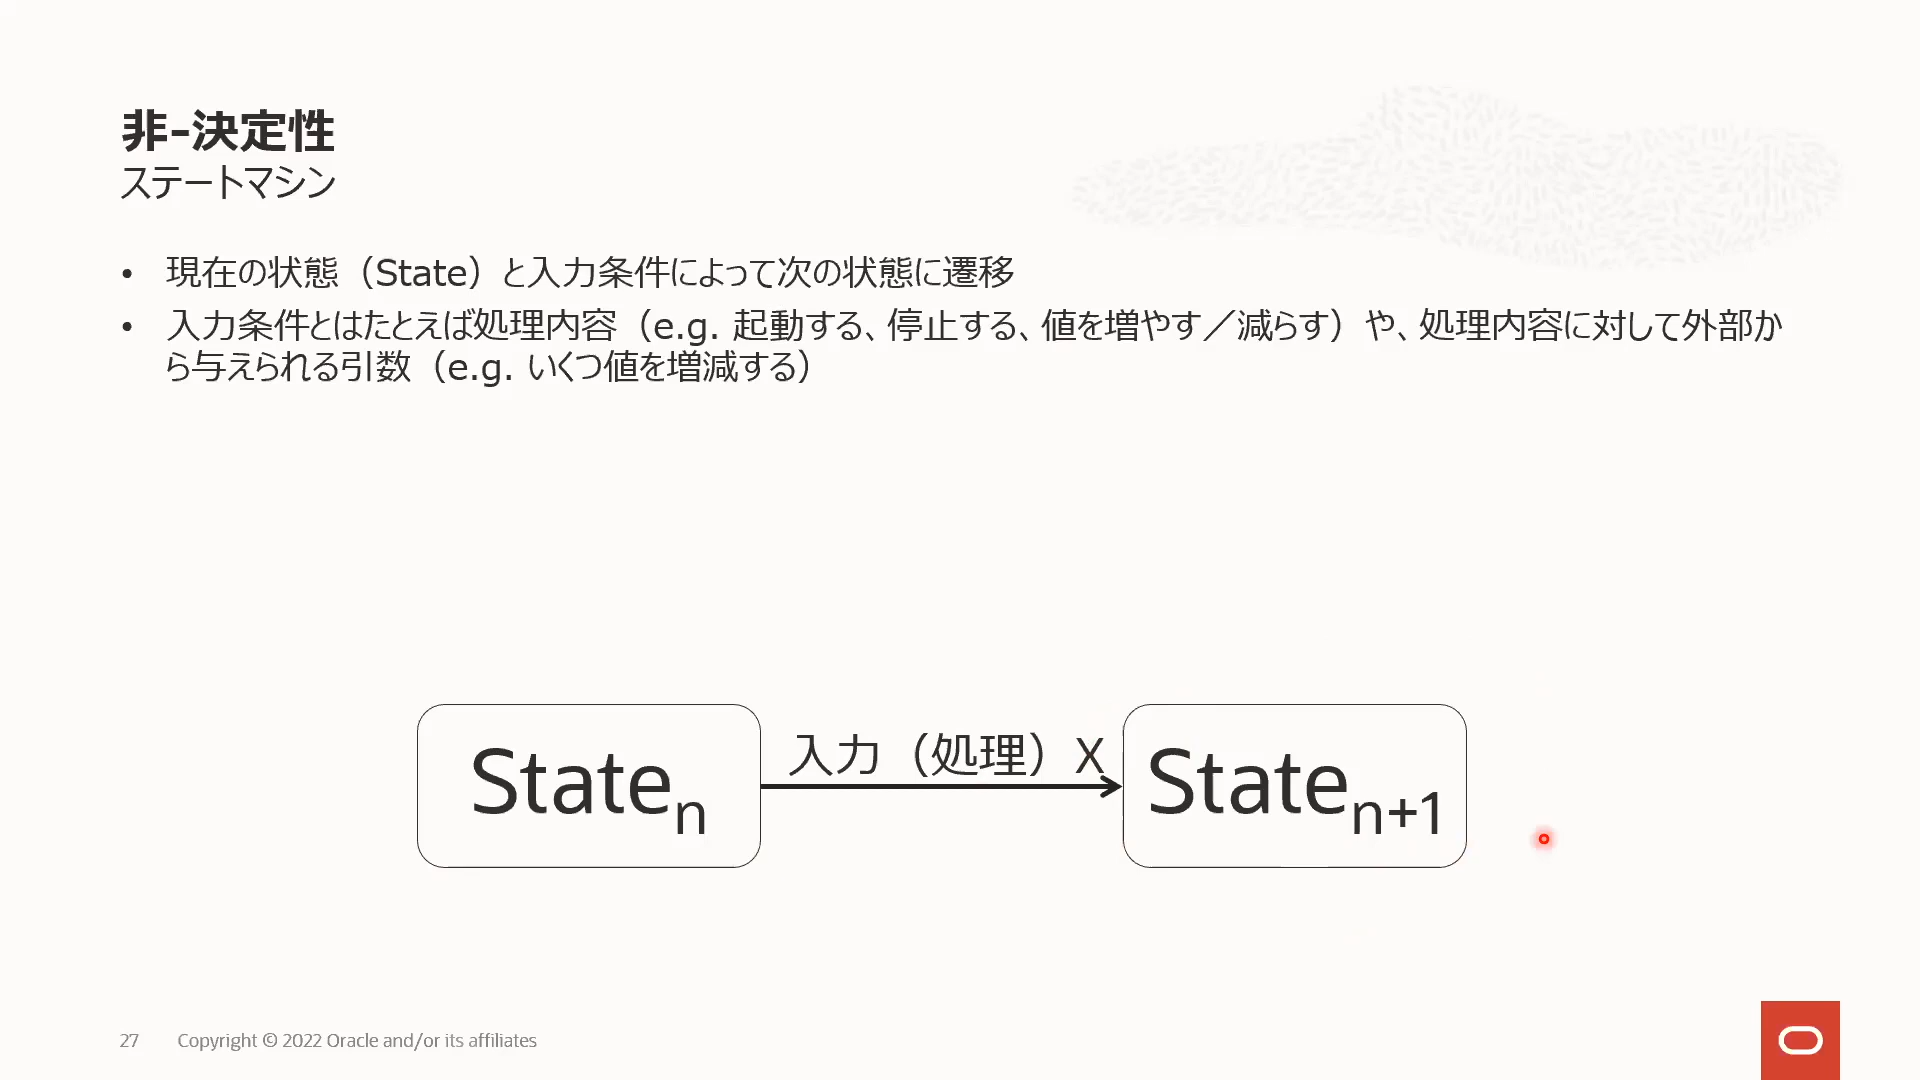 非-決定性
ステートマシン
• 現在の状態（State）と入力条件によって次の状態に遷移
• 入力条件とはたとえば処理内容（e.g. 起動する、停止する、値を増やす／減らす）や、処理内容に対して外部か
ら与えられる引数（e.g. いくつ値を増減する）
State n
入力（処理）X
State n+1
27 Copyright © 2022 Oracle and/or its affiliates